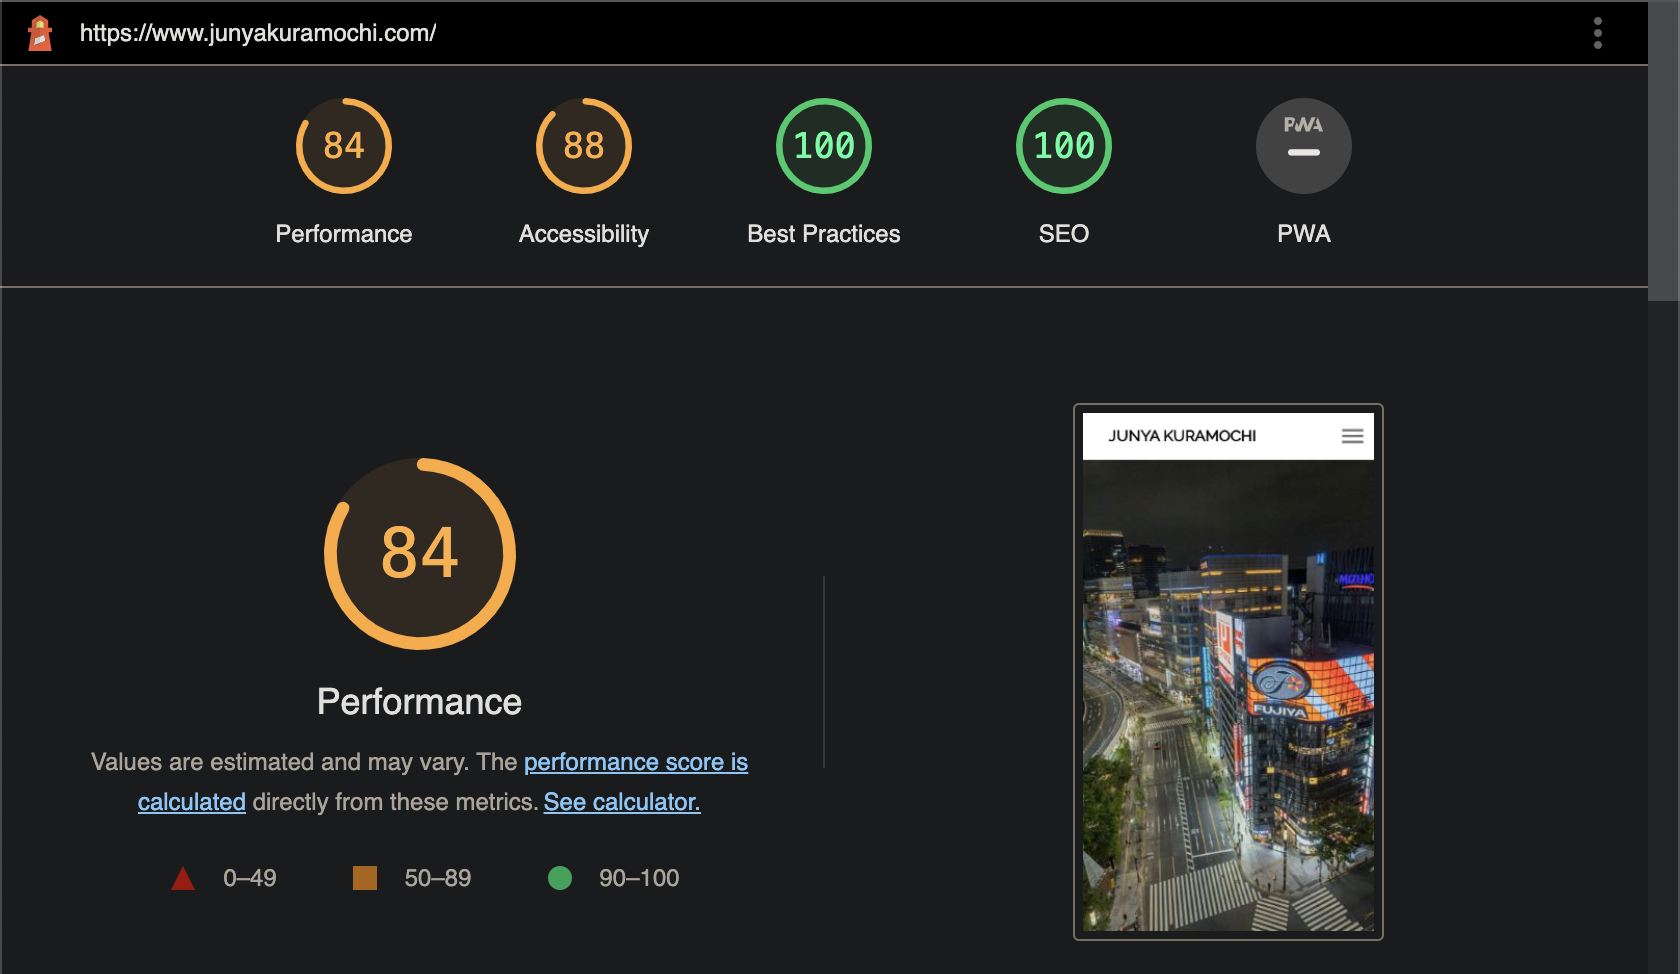 https://www.junyakuramochi.com/
84
88
100
100
PWA
Performance
Accessibility
Best Practices
SEO
PWA
84
Performance
Values are estimated and may vary. The performance score is
calculated directly from these metrics. See calculator.
0–49
50–89
90–100
JUNYA KURAMOCHI
MIZUHO
FUJIYA